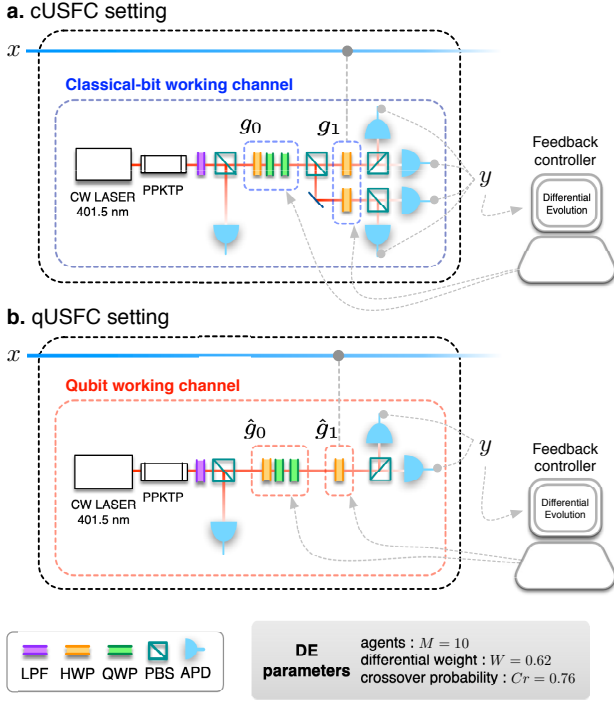 a. cUSFC setting
x
Classical-bit working channel
g₀
g₁
CW LASER
401.5 nm
PPKTP
y
Feedback
controller
Differential
Evolution
b. qUSFC setting
x
Qubit working channel
ĝ₀
ĝ₁
CW LASER
401.5 nm
PPKTP
y
Feedback
controller
Differential
Evolution
LPF HWP QWP PBS APD
DE
parameters
agents : M = 10
differential weight : W = 0.62
crossover probability : Cr = 0.76